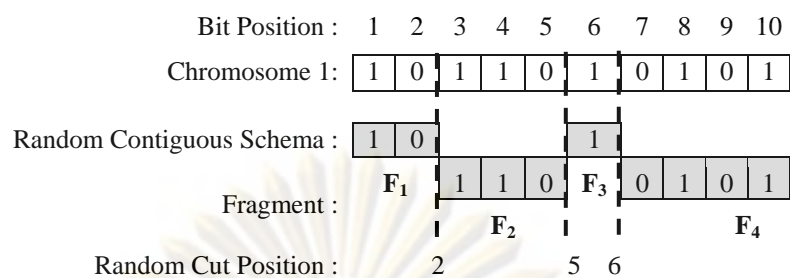 Bit Position : 1 2 3 4 5 6 7 8 9 10
Chromosome 1: 1 0 1 1 0 1 0 1 0 1
Random Contiguous Schema : 1 0 1
F1 1 1 0 F3 0 1 0 1
Fragment : F2 F4
Random Cut Position : 2 5 6